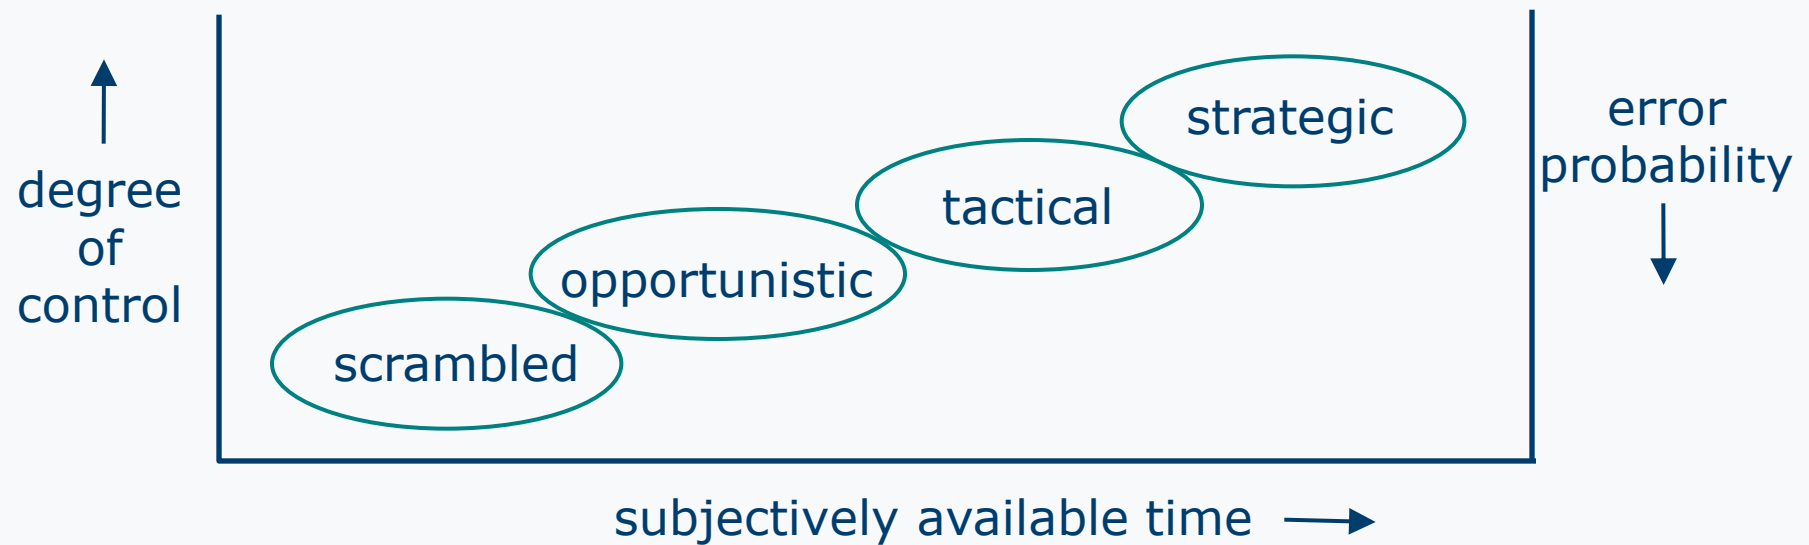 strategic
error
probability
degree
of
control
tactical
opportunistic
scrambled
subjectively available time